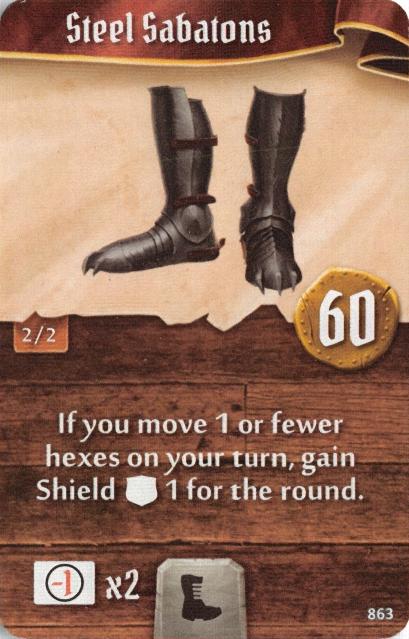 Steel Sabatons
2/2
60
If you move 1 or fewer
hexes on your turn, gain
Shield 1 for the round.
-1 x2
863